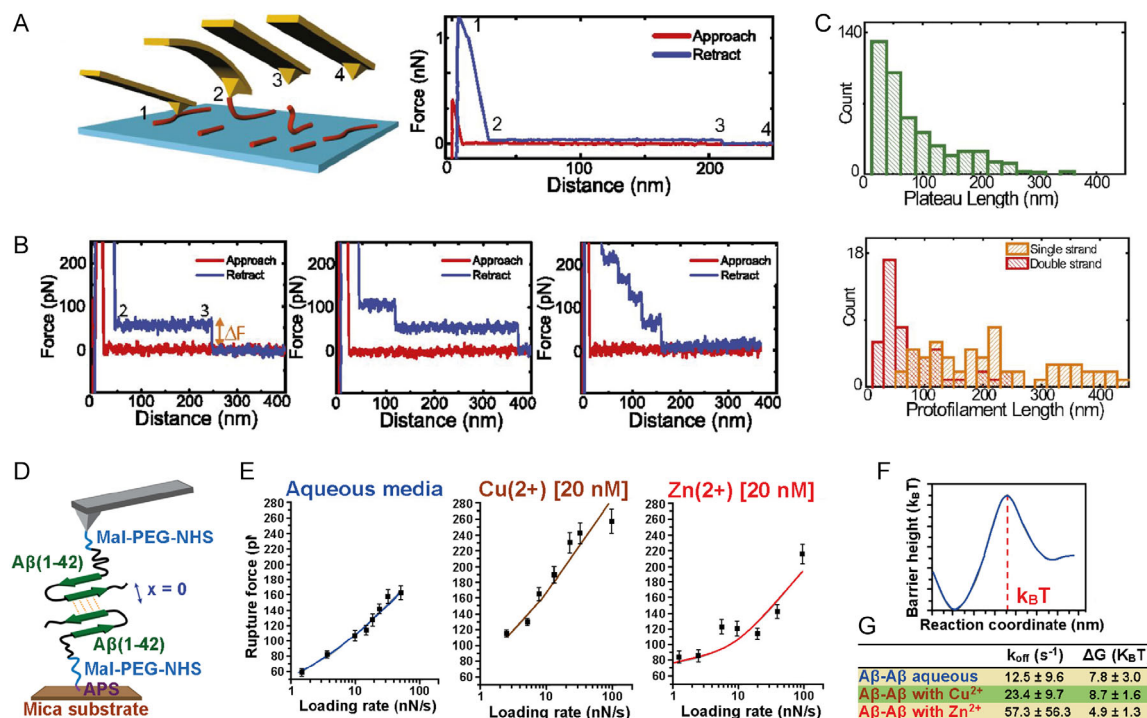 A
1
2
3
4
Force (nN)
1
0
1
2
3
4
Approach
Retract
0
100
200
Distance (nm)
C
140
Count
0
100
200
300
400
Plateau Length (nm)
B
Force (pN)
200
100
0
2
3
ΔF
Approach
Retract
0
100
200
300
400
Distance (nm)
Force (pN)
200
100
0
Approach
Retract
0
100
200
300
400
Distance (nm)
Force (pN)
200
100
0
Approach
Retract
0
100
200
300
400
Distance (nm)
18
Count
0
Single strand
Double strand
100
200
300
400
Protofilament Length (nm)
D
Mal-PEG-NHS
Aβ(1-42)
x = 0
Aβ(1-42)
Mal-PEG-NHS
APS
Mica substrate
E
Aqueous media
Rupture force (pN
280
260
240
220
200
180
160
140
120
100
80
60
1
10
100
Loading rate (nN/s)
Cu(2+) [20 nM]
280
260
240
220
200
180
160
140
120
100
80
60
1
10
100
Loading rate (nN/s)
Zn(2+) [20 nM]
280
260
240
220
200
180
160
140
120
100
80
60
1
10
100
Loading rate (nN/s)
F
Barrier height (kBT)
kBT
Reaction coordinate (nm)
G
koff (s⁻¹) ΔG (KBT
Aβ-Aβ aqueous 12.5 ± 9.6 7.8 ± 3.0
Aβ-Aβ with Cu²⁺ 23.4 ± 9.7 8.7 ± 1.6
Aβ-Aβ with Zn²⁺ 57.3 ± 56.3 4.9 ± 1.3